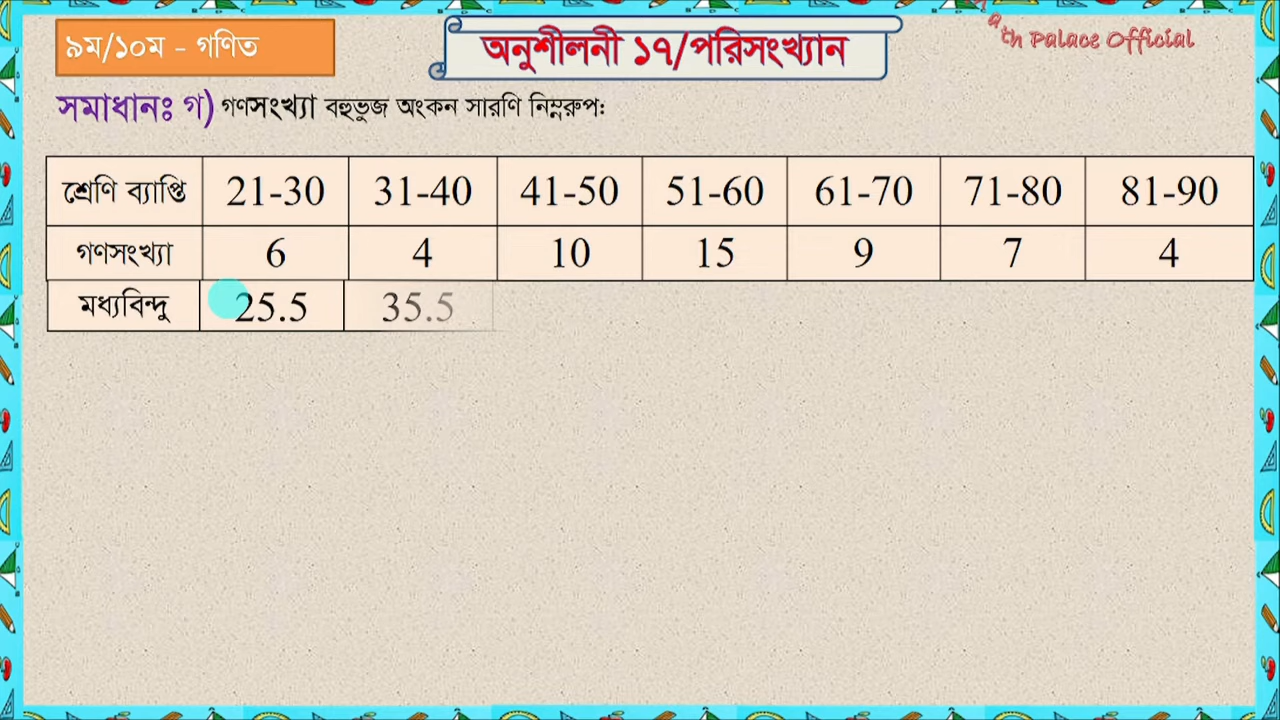 ৯ম/১০ম - গণিত
অনুশীলনী ১৭/পরিসংখ্যান
th Palace Official
সমাধানঃ গ) গণসংখ্যা বহুভুজ অংকন সারণি নিম্নরুপ:
শ্রেণি ব্যাপ্তি 21-30 31-40 41-50 51-60 61-70 71-80 81-90
গণসংখ্যা 6 4 10 15 9 7 4
মধ্যবিন্দু 25.5 35.5